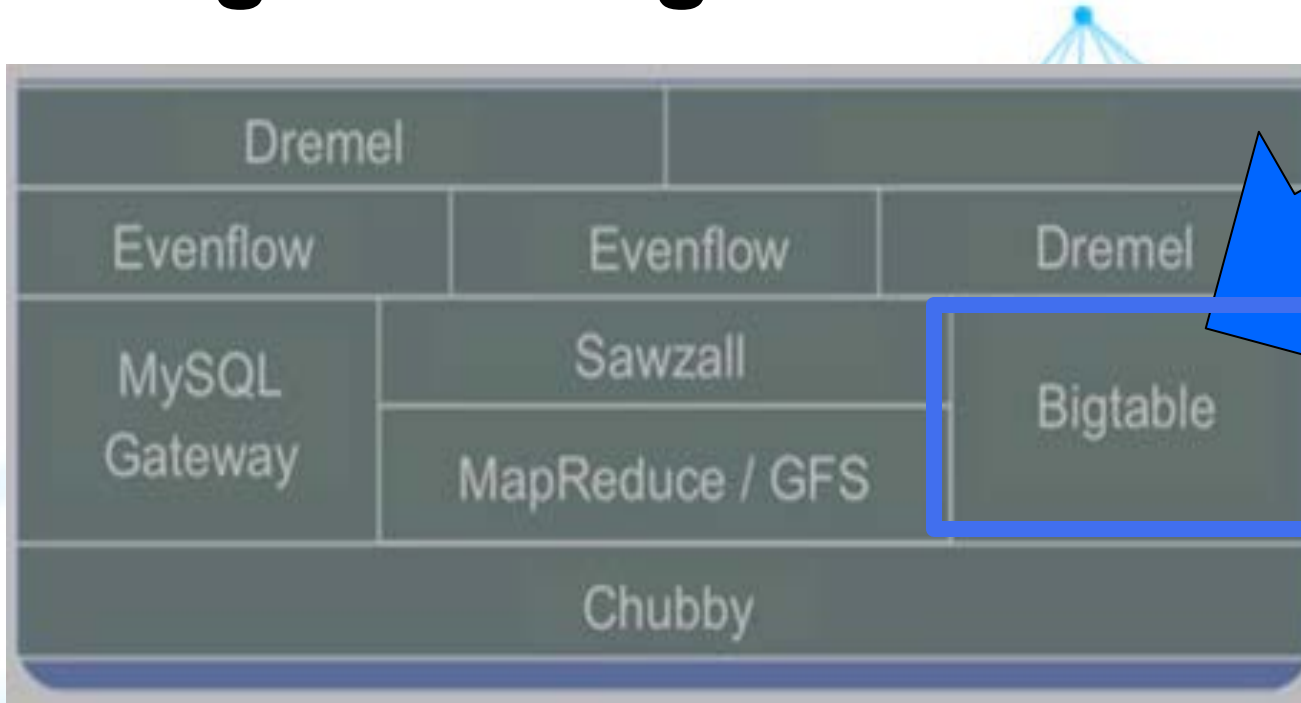 Dremel
Evenflow
Evenflow
Dremel
MySQL
Gateway
Sawzall
MapReduce / GFS
Bigtable
Chubby